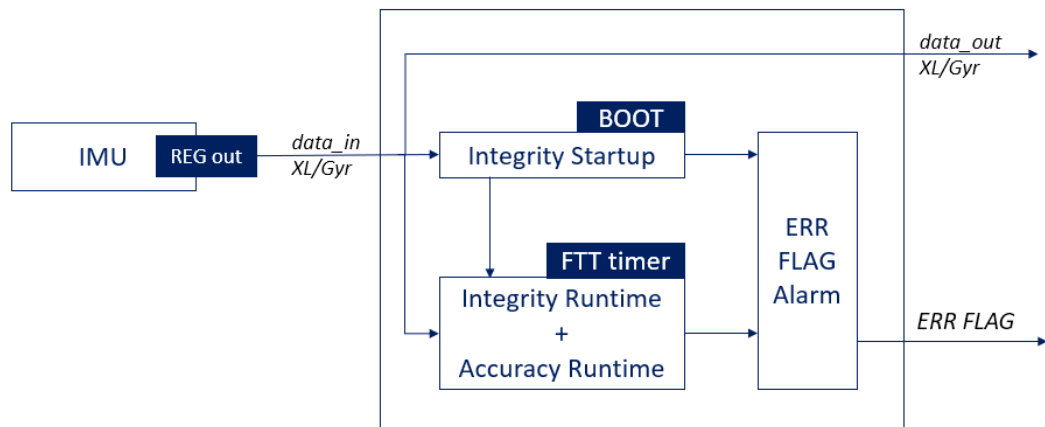 data_out
XL/Gyr
BOOT
IMU
REG out
data_in
XL/Gyr
Integrity Startup
FTT timer
Integrity Runtime
+
Accuracy Runtime
ERR
FLAG
Alarm
ERR FLAG